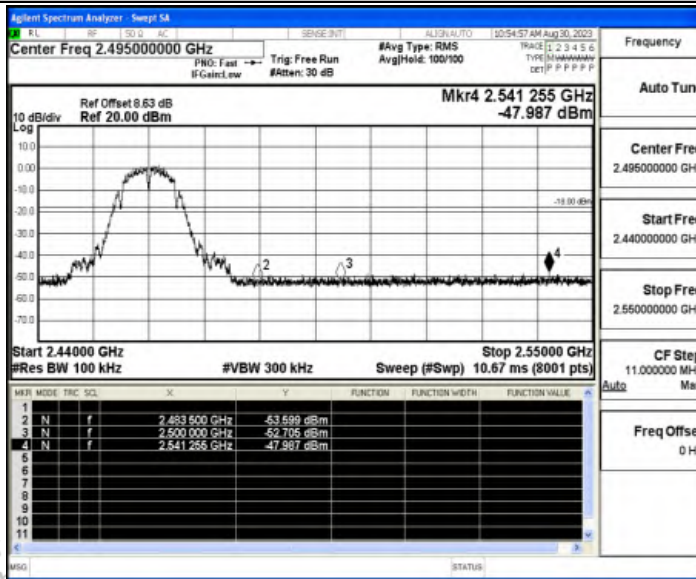 Agilent Spectrum Analyzer - Swept SA
RL RF 50 Ω AC SENSE:INT ALIGNAUTO 10:54:57 AM Aug 30, 2023
Center Freq 2.495000000 GHz
PNO: Fast Trig: Free Run #Avg Type: RMS TRACE 1 2 3 4 5 6
IFGain:Low #Atten: 30 dB Avg|Hold: 100/100 TYPE
DET P P P P P P
Frequency
Auto Tun
Ref Offset 8.63 dB Mkr4 2.541 255 GHz
10 dB/div Ref 20.00 dBm -47.987 dBm
Log
10.0
0.00
-10.0
-20.0
-30.0
-40.0
-50.0
-60.0
-70.0
2
3
4
Start 2.44000 GHz Stop 2.55000 GHz
#Res BW 100 kHz #VBW 300 kHz Sweep (#Swp) 10.67 ms (8001 pts)
MKR MODE TRC SCL X Y FUNCTION FUNCTION WIDTH FUNCTION VALUE
1
2 N f 2.483 500 GHz -53.599 dBm
3 N f 2.500 000 GHz -52.705 dBm
4 N f 2.541 255 GHz -47.987 dBm
5
6
7
8
9
10
11
MSG STATUS
Center Fre
2.495000000 GH
Start Fre
2.440000000 GH
Stop Fre
2.550000000 GH
CF Step
11.000000 MH
Auto Ma
Freq Offse
0 H